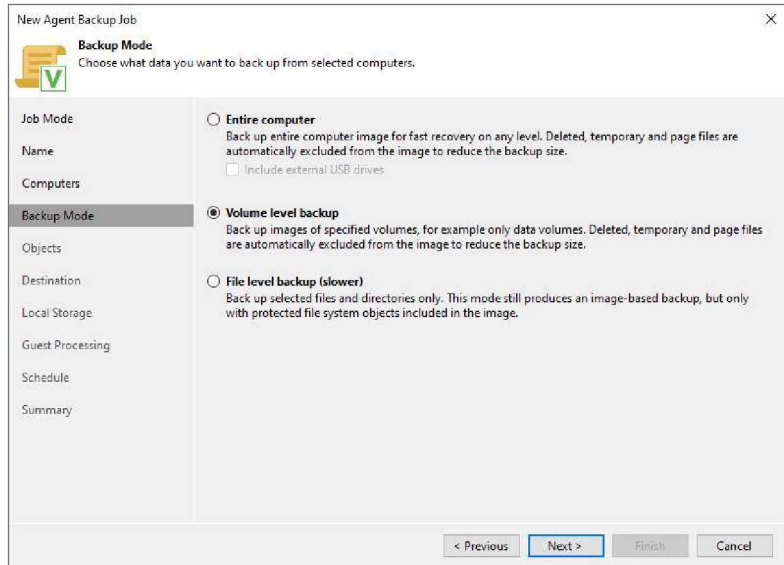 New Agent Backup Job
Backup Mode
Choose what data you want to back up from selected computers.
V
Job Mode
Name
Computers
Backup Mode
Objects
Destination
Local Storage
Guest Processing
Schedule
Summary
Entire computer
Back up entire computer image for fast recovery on any level. Deleted, temporary and page files are
automatically excluded from the image to reduce the backup size.
Include external USB drives
Volume level backup
Back up images of specified volumes, for example only data volumes. Deleted, temporary and page files
are automatically excluded from the image to reduce the backup size.
File level backup (slower)
Back up selected files and directories only. This mode still produces an image-based backup, but only
with protected file system objects included in the image.
< Previous
Next >
Finish
Cancel